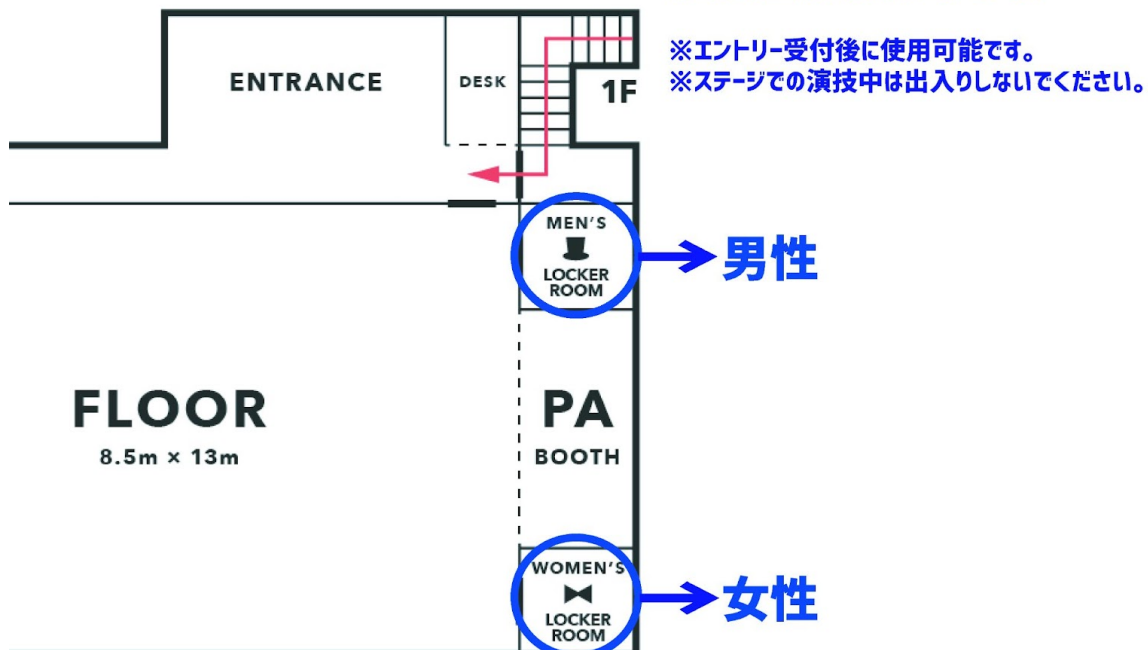 ※エントリー受付後に使用可能です。
※ステージでの演技中は出入りしないでください。
ENTRANCE
DESK
1F
MEN'S
LOCKER
ROOM
男性
FLOOR
8.5m × 13m
PA
BOOTH
WOMEN'S
LOCKER
ROOM
女性